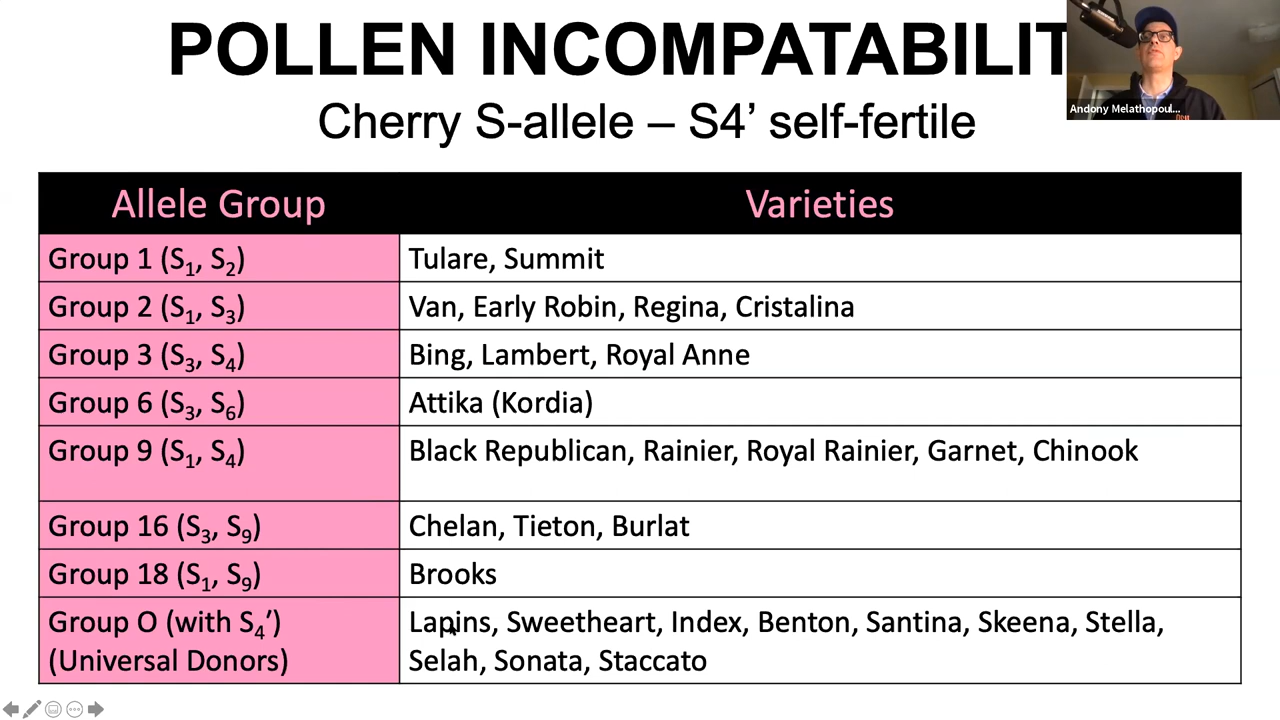 POLLEN INCOMPATABILIT
Cherry S-allele – S4’ self-fertile
Andony Melathopoul...
Allele Group Varieties
Group 1 (S1, S2) Tulare, Summit
Group 2 (S1, S3) Van, Early Robin, Regina, Cristalina
Group 3 (S3, S4) Bing, Lambert, Royal Anne
Group 6 (S3, S6) Attika (Kordia)
Group 9 (S1, S4) Black Republican, Rainier, Royal Rainier, Garnet, Chinook
Group 16 (S3, S9) Chelan, Tieton, Burlat
Group 18 (S1, S9) Brooks
Group O (with S4’) Lapins, Sweetheart, Index, Benton, Santina, Skeena, Stella,
(Universal Donors) Selah, Sonata, Staccato